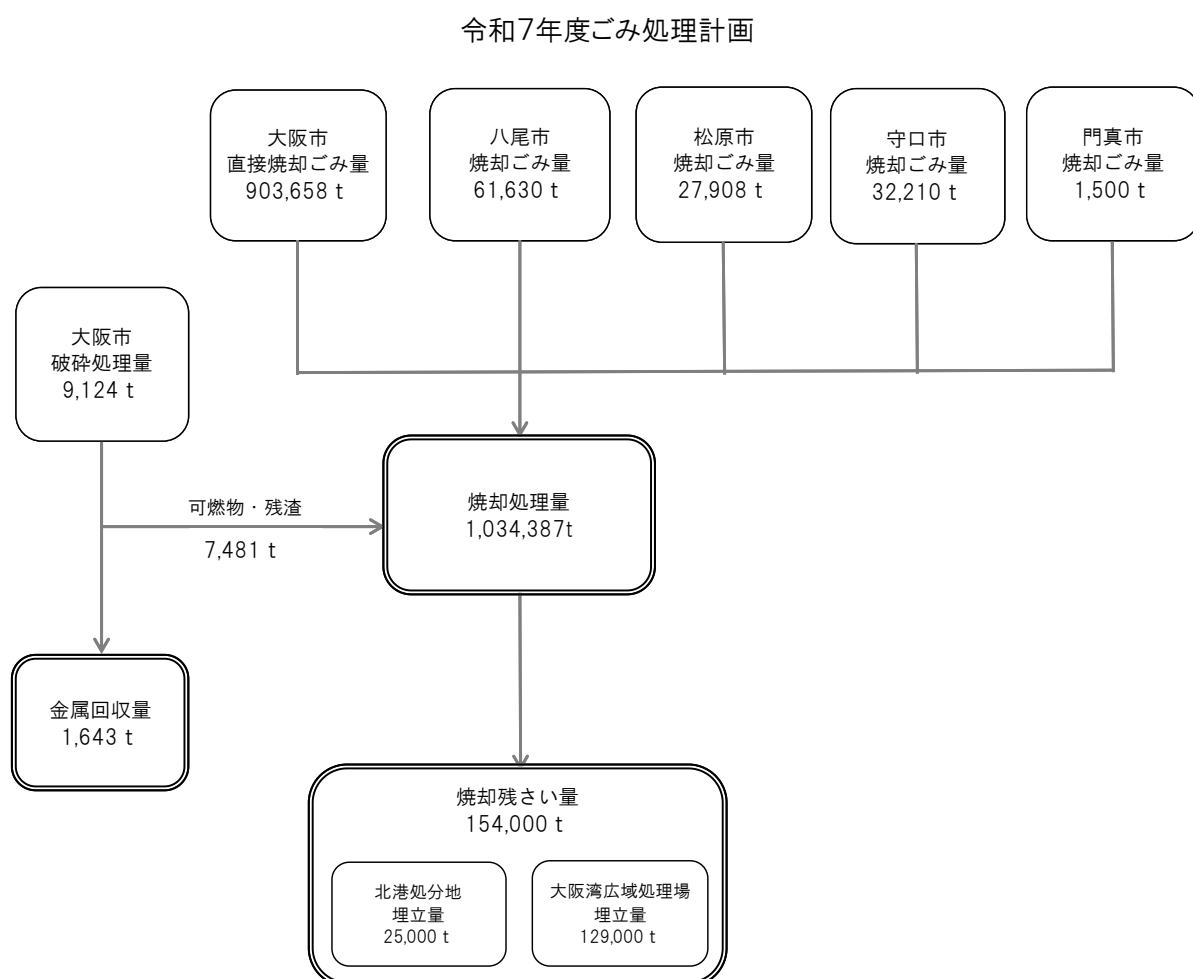 令和7年度ごみ処理計画
大阪市
直接焼却ごみ量
903,658 t
八尾市
焼却ごみ量
61,630 t
松原市
焼却ごみ量
27,908 t
守口市
焼却ごみ量
32,210 t
門真市
焼却ごみ量
1,500 t
大阪市
破砕処理量
9,124 t
可燃物・残渣
7,481 t
焼却処理量
1,034,387t
金属回収量
1,643 t
焼却残さい量
154,000 t
北港処分地
埋立量
25,000 t
大阪湾広域処理場
埋立量
129,000 t